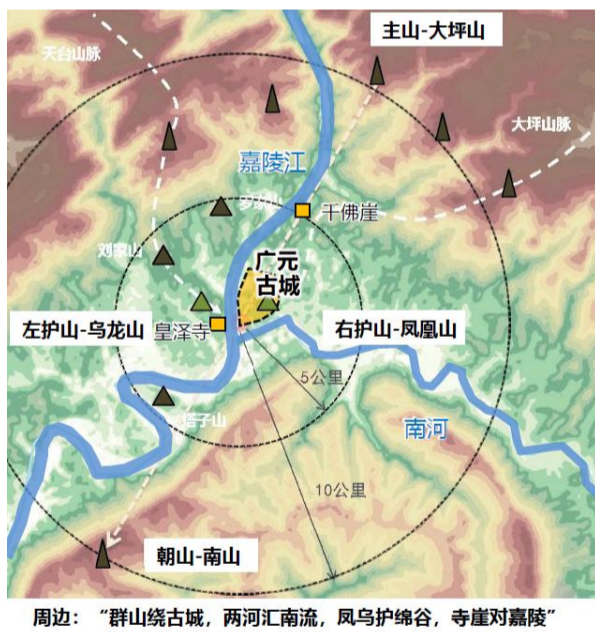 主山-大坪山
天台山脉
大坪山脉
嘉陵江
千佛崖
刘家山
广元
古城
左护山-乌龙山
皇泽寺
右护山-凤凰山
5公里
塔子山
南河
10公里
朝山-南山
周边：“群山绕古城，两河汇南流，凤乌护绵谷，寺崖对嘉陵”